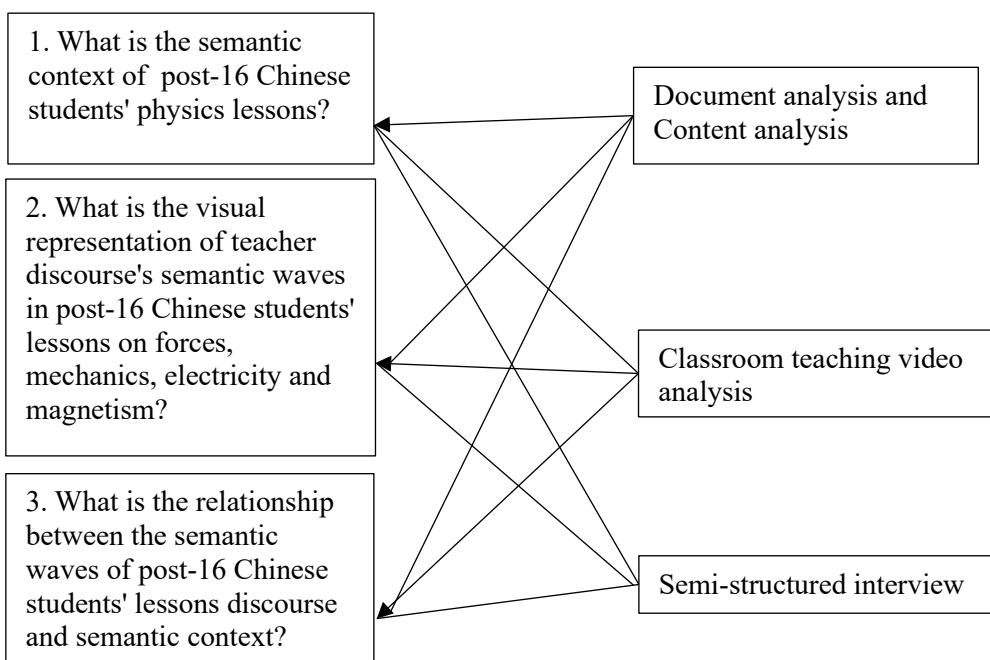 1. What is the semantic
context of  post-16 Chinese
students' physics lessons?
2. What is the visual
representation of teacher
discourse's semantic waves
in post-16 Chinese students'
lessons on forces,
mechanics, electricity and
magnetism?
3. What is the relationship
between the semantic
waves of post-16 Chinese
students' lessons discourse
and semantic context?
Document analysis and
Content analysis
Classroom teaching video
analysis
Semi-structured interview